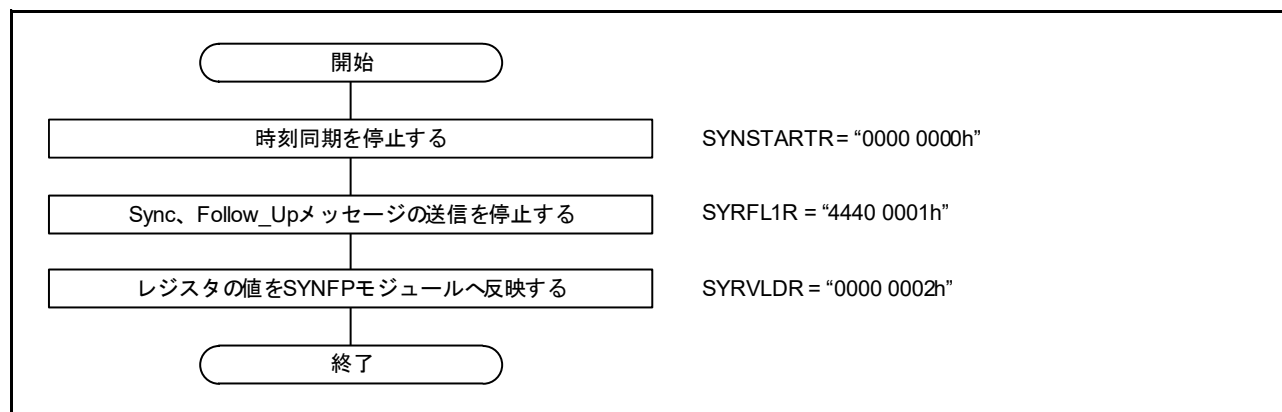 開始
時刻同期を停止する SYNSTARTR = “0000 0000h”
Sync、Follow_Upメッセージの送信を停止する SYRFL1R = “4440 0001h”
レジスタの値をSYNFPモジュールへ反映する SYRVLDR = “0000 0002h”
終了